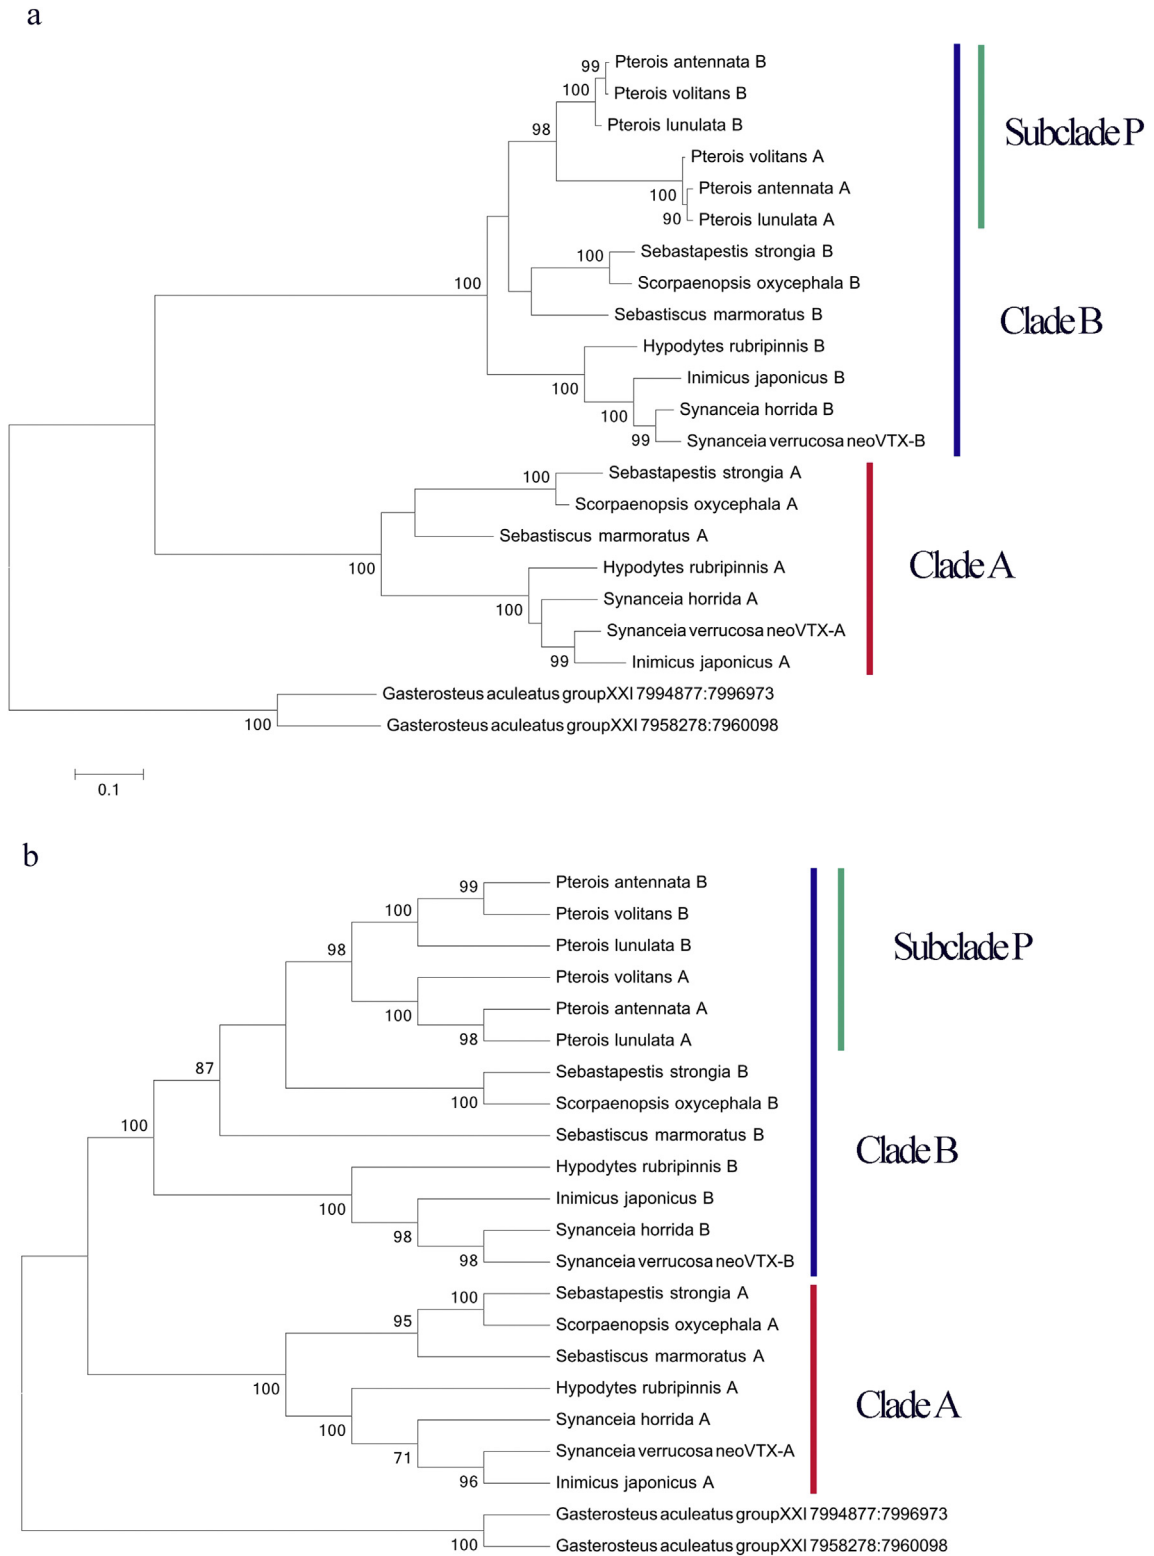 a
99
Pterois antennata B
100
Pterois volitans B
98
Pterois lunulata B
Subclade P
Pterois volitans A
100
Pterois antennata A
90
Pterois lunulata A
100
Sebastapestis strongia B
100
Scorpaenopsis oxycephala B
Sebastiscus marmoratus B
Clade B
Hypodytes rubripinnis B
100
Inimicus japonicus B
100
Synanceia horrida B
99
Synanceia verrucosa neoVTX-B
100
Sebastapestis strongia A
Scorpaenopsis oxycephala A
Sebastiscus marmoratus A
100
Hypodytes rubripinnis A
Clade A
100
Synanceia horrida A
Synanceia verrucosa neoVTX-A
99
Inimicus japonicus A
Gasterosteus aculeatus groupXXI 7994877:7996973
100
Gasterosteus aculeatus groupXXI 7958278:7960098
0.1
b
99
Pterois antennata B
100
Pterois volitans B
98
Pterois lunulata B
Subclade P
Pterois volitans A
100
Pterois antennata A
98
Pterois lunulata A
87
Sebastapestis strongia B
100
Scorpaenopsis oxycephala B
100
Sebastiscus marmoratus B
Clade B
Hypodytes rubripinnis B
100
Inimicus japonicus B
98
Synanceia horrida B
98
Synanceia verrucosa neoVTX-B
100
Sebastapestis strongia A
95
Scorpaenopsis oxycephala A
Sebastiscus marmoratus A
100
Hypodytes rubripinnis A
Clade A
100
Synanceia horrida A
71
Synanceia verrucosa neoVTX-A
96
Inimicus japonicus A
Gasterosteus aculeatus groupXXI 7994877:7996973
100
Gasterosteus aculeatus groupXXI 7958278:7960098